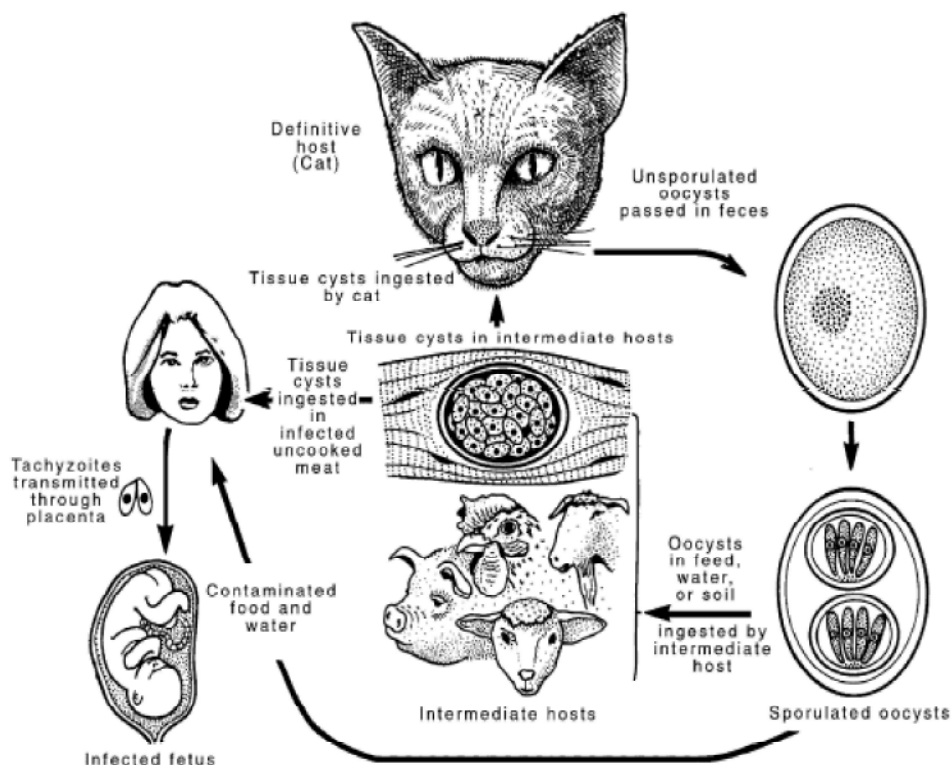 Definitive
host
(Cat)
Unsporulated
oocysts
passed in feces
Tissue cysts ingested
by cat
Tissue cysts in intermediate hosts
Tissue
cysts
ingested
in
infected
uncooked
meat
Tachyzoites
transmitted
through
placenta
Contaminated
food and
water
Oocysts
in feed,
water,
or soil
ingested by
intermediate
host
Infected fetus
Intermediate hosts
Sporulated oocysts